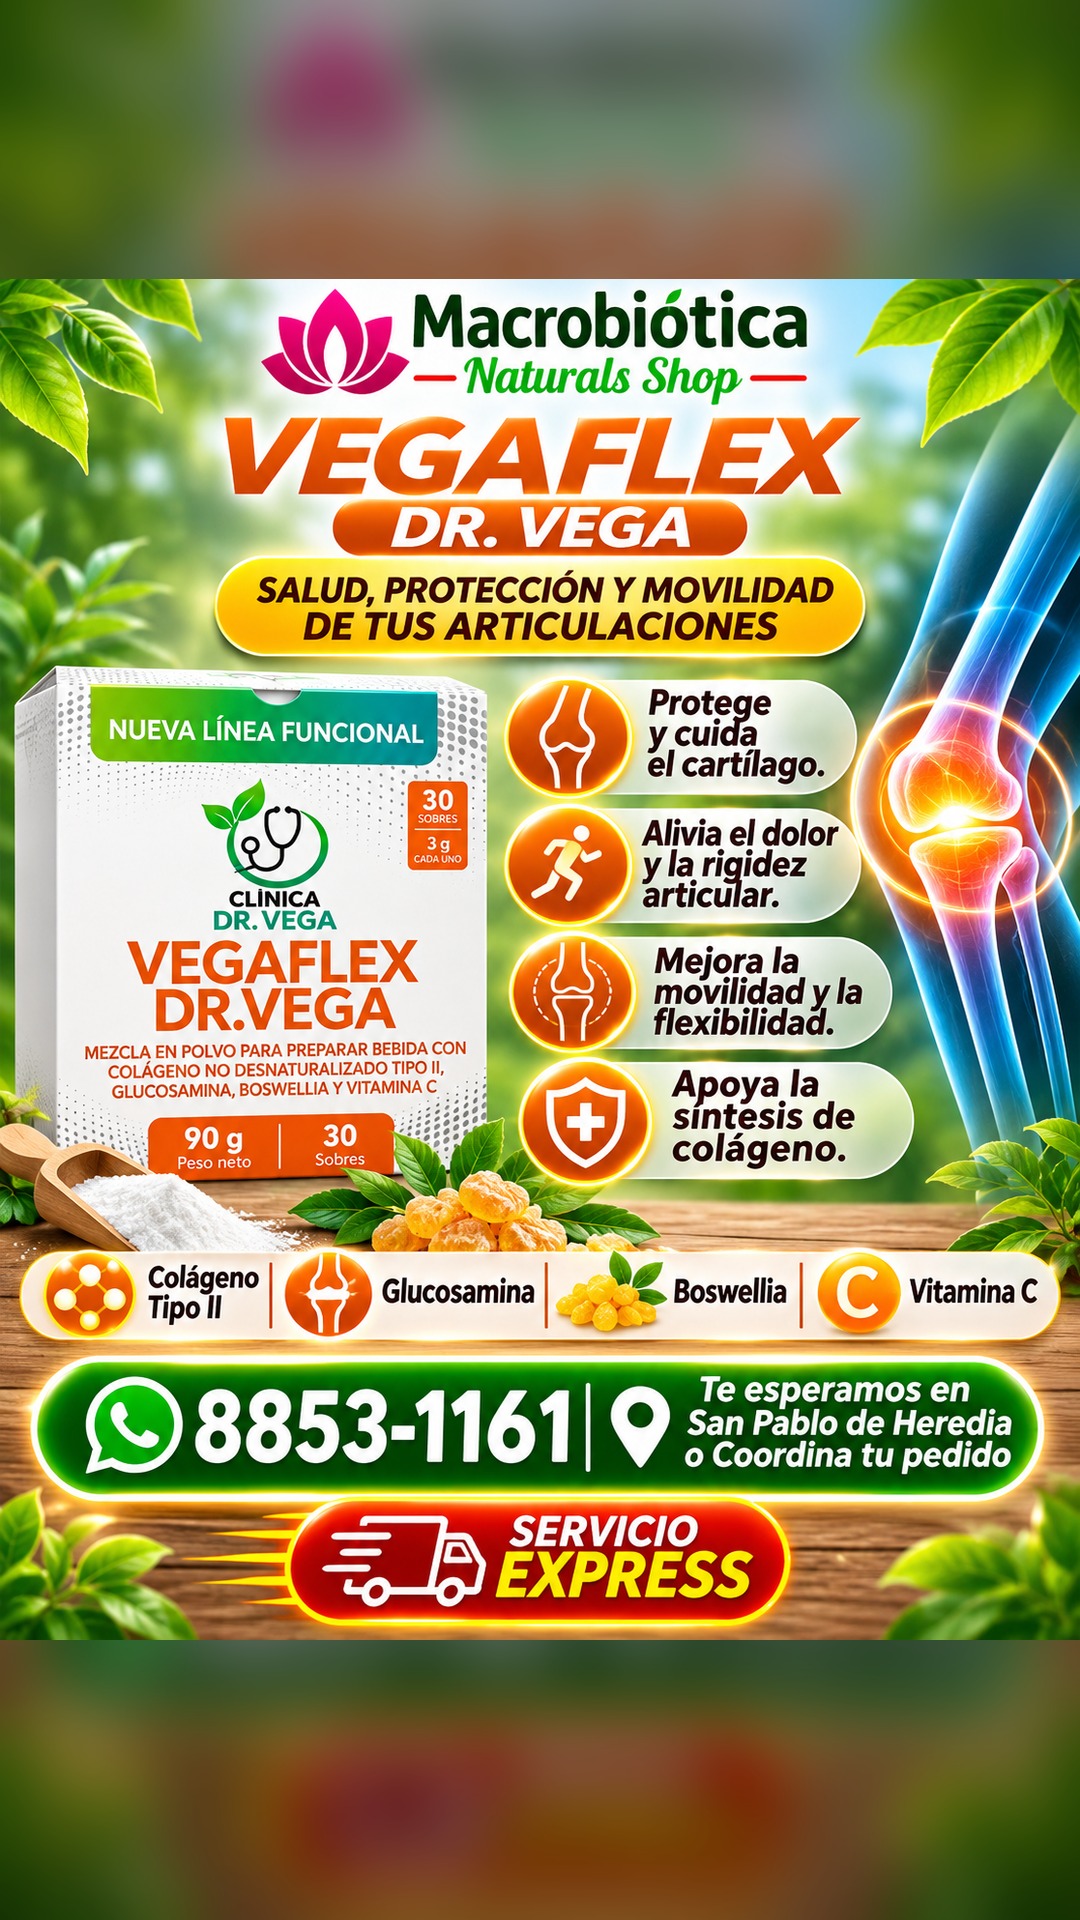 Macrobiótica
Naturals Shop
VEGAFLEX
DR. VEGA
SALUD, PROTECCIÓN Y MOVILIDAD
DE TUS ARTICULACIONES
NUEVA LÍNEA FUNCIONAL
30
SOBRES
3 g
CADA UNO
CLÍNICA
DR. VEGA
VEGAFLEX
DR.VEGA
MEZCLA EN POLVO PARA PREPARAR BEBIDA CON
COLÁGENO NO DESNATURALIZADO TIPO II,
GLUCOSAMINA, BOSWELLIA Y VITAMINA C
90 g
Peso neto
30
Sobres
Protege
y cuida
el cartílago.
Alivia el dolor
y la rigidez
articular.
Mejora la
movilidad y la
flexibilidad.
Apoya la
síntesis de
colágeno.
Colágeno
Tipo II
Glucosamina
Boswellia
C
Vitamina C
8853-1161
Te esperamos en
San Pablo de Heredia
o Coordina tu pedido
SERVICIO
EXPRESS